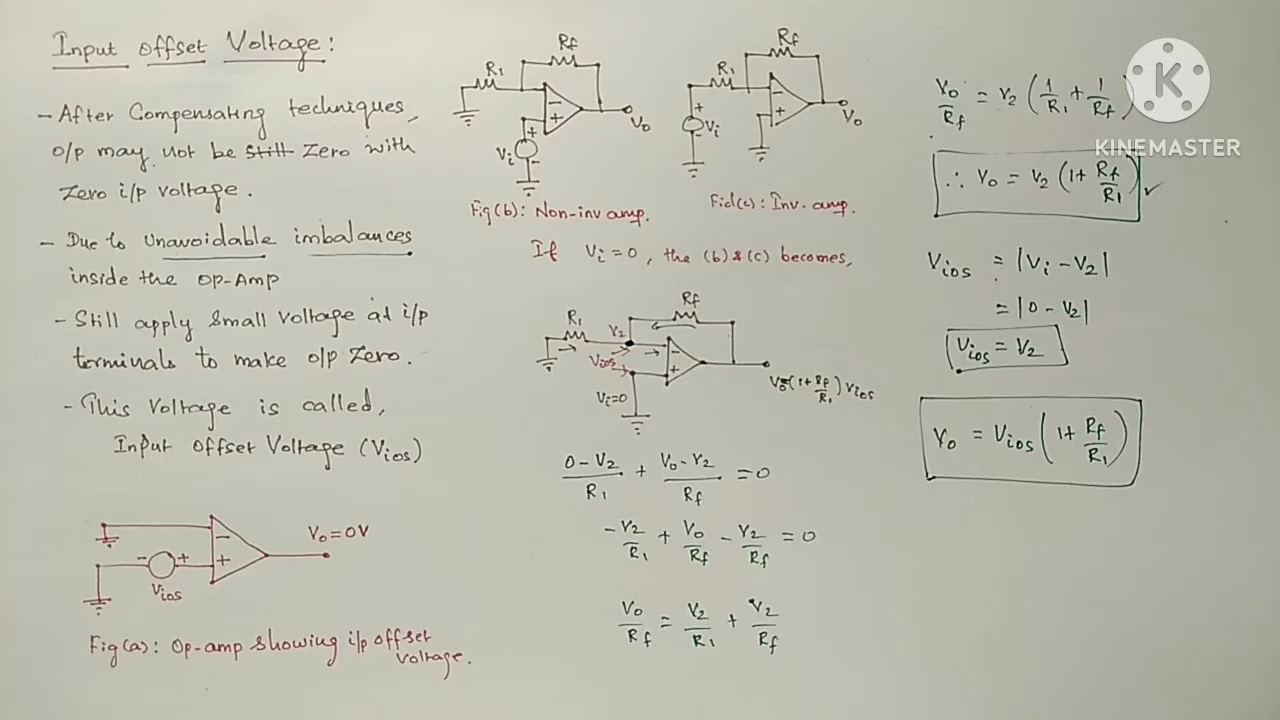 Input Offset Voltage:
- After Compensating techniques,
o/p may not be still zero with
zero i/p voltage.
- Due to Unavoidable imbalances
inside the Op-Amp
- Still apply small voltage at i/p
terminals to make o/p zero.
- This voltage is called,
Input Offset Voltage (Vios)
- +
Vios
-
+
Vo = 0V
Fig(a): Op-amp showing i/p offset
voltage.
R1
Rf
-
+
Vo
+
Vi
-
Fig(b): Non-inv amp.
R1
Rf
-
+
Vo
+
Vi
Fid(c): Inv. amp.
If Vi=0, the (b) & (c) becomes,
Rf
R1
V2
Vios
-
+
Vi=0
Vo=(1+Rf/R1) Vios
(0-V2)/R1 + (Vo-V2)/Rf = 0
-V2/R1 + Vo/Rf - V2/Rf = 0
Vo/Rf = V2/R1 + V2/Rf
Vo/Rf = V2 (1/R1 + 1/Rf)
∴ Vo = V2 (1 + Rf/R1) ✓
Vios = |Vi - V2|
= |0 - V2|
Vios = V2
Vo = Vios (1 + Rf/R1)
K
KINEMASTER